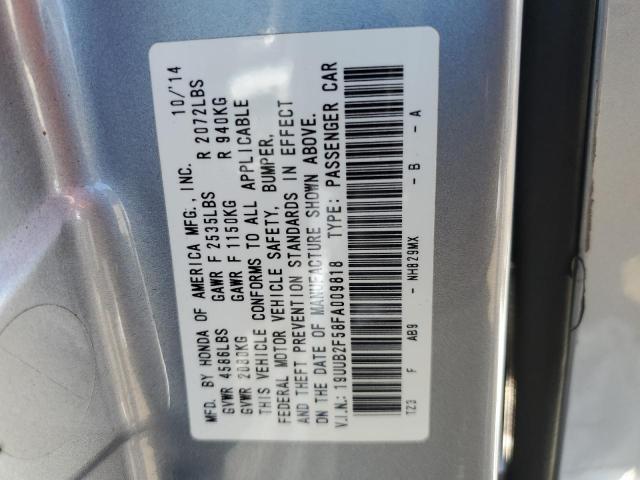 MFD. BY HONDA OF AMERICA MFG., INC. 10/'14
GVWR 4586LBS GAWR F 2535LBS R 2072LBS
GVWR 2080KG GAWR F 1150KG R 940KG
THIS VEHICLE CONFORMS TO ALL APPLICABLE
FEDERAL MOTOR VEHICLE SAFETY, BUMPER,
AND THEFT PREVENTION STANDARDS IN EFFECT
ON THE DATE OF MANUFACTURE SHOWN ABOVE.
V.I.N.: 19UUB2F58FA009818 TYPE: PASSENGER CAR
TZ3 F AB9 - NH829MX - B - A